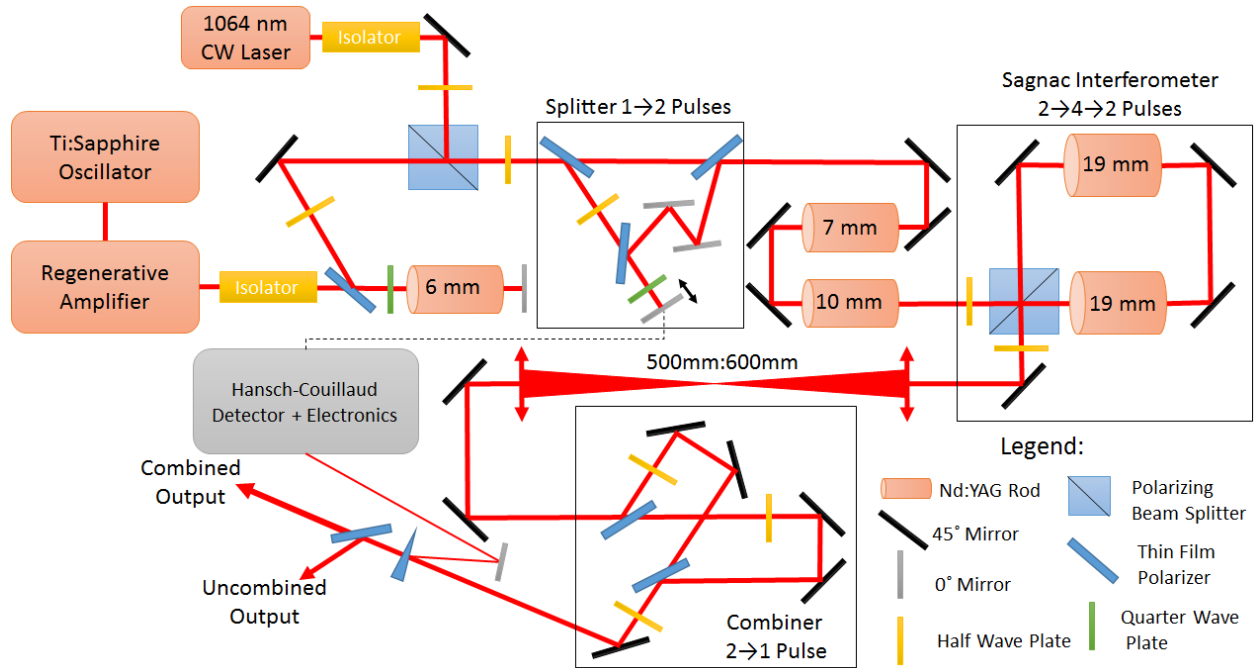 1064 nm
CW Laser
Isolator
Splitter 1→2 Pulses
Sagnac Interferometer
2→4→2 Pulses
Ti:Sapphire
Oscillator
19 mm
7 mm
Regenerative
Amplifier
Isolator
6 mm
10 mm
19 mm
500mm:600mm
Hansch-Couillaud
Detector + Electronics
Combined
Output
Uncombined
Output
Combiner
2→1 Pulse
Legend:
Nd:YAG Rod
Polarizing
Beam Splitter
45° Mirror
Thin Film
Polarizer
0° Mirror
Half Wave Plate
Quarter Wave
Plate